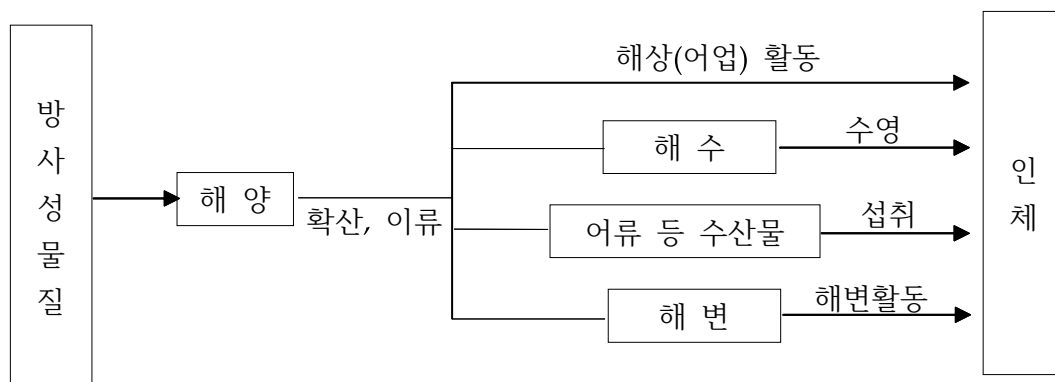 방사성물질
해 양
확산, 이류
해상(어업) 활동
해 수
수영
어류 등 수산물
섭취
해 변
해변활동
인체